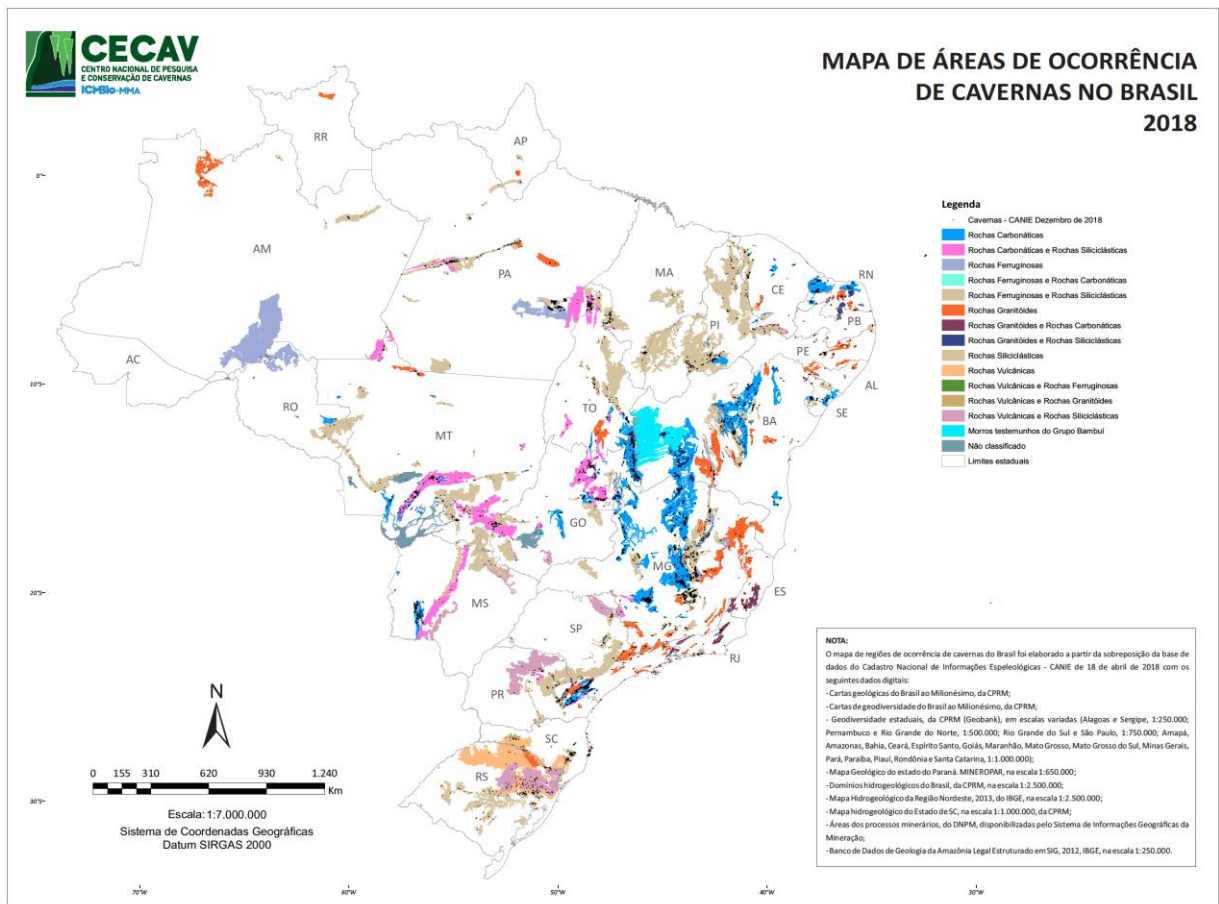 CECAV
CENTRO NACIONAL DE PESQUISA
E CONSERVAÇÃO DE CAVERNAS
ICMBio-MMA
MAPA DE ÁREAS DE OCORRÊNCIA
DE CAVERNAS NO BRASIL
2018
RR
AP
0°
AM
PA
MA
CE
RN
PB
PI
PE
AC
AL
10°S
RO
TO
SE
BA
MT
GO
MG
ES
20°S
MS
SP
RJ
PR
SC
RS
30°S
Legenda
Cavernas - CANIE Dezembro de 2018
Rochas Carbonáticas
Rochas Carbonáticas e Rochas Siliciclásticas
Rochas Ferruginosas
Rochas Ferruginosas e Rochas Carbonáticas
Rochas Ferruginosas e Rochas Siliciclásticas
Rochas Granitóides
Rochas Granitóides e Rochas Carbonáticas
Rochas Granitóides e Rochas Siliciclásticas
Rochas Siliciclásticas
Rochas Vulcânicas
Rochas Vulcânicas e Rochas Ferruginosas
Rochas Vulcânicas e Rochas Granitóides
Rochas Vulcânicas e Rochas Siliciclásticas
Morros testemunhos do Grupo Bambuí
Não classificado
Limites estaduais
N
0 155 310 620 930 1.240
Km
Escala: 1:7.000.000
Sistema de Coordenadas Geográficas
Datum SIRGAS 2000
NOTA:
O mapa de regiões de ocorrência de cavernas do Brasil foi elaborado a partir da sobreposição da base de
dados do Cadastro Nacional de Informações Espeleológicas - CANIE de 18 de abril de 2018 com os
seguintes dados digitais:
- Cartas geológicas do Brasil ao Milionésimo, da CPRM;
- Cartas de geodiversidade do Brasil ao Milionésimo, da CPRM;
- Geodiversidade estaduais, da CPRM (Geobank), em escalas variadas (Alagoas e Sergipe, 1:250.000;
Pernambuco e Rio Grande do Norte, 1:500.000; Rio Grande do Sul e São Paulo, 1:750.000; Amapá,
Amazonas, Bahia, Ceará, Espírito Santo, Goiás, Maranhão, Mato Grosso, Mato Grosso do Sul, Minas Gerais,
Pará, Paraíba, Piauí, Rondônia e Santa Catarina, 1:1.000.000);
- Mapa Geológico do estado do Paraná. MINEROPAR, na escala 1:650.000;
- Domínios hidrogeológicos do Brasil, da CPRM, na escala 1:2.500.000;
- Mapa Hidrogeológico da Região Nordeste, 2013, do IBGE, na escala 1:2.500.000;
- Mapa hidrogeológico do Estado de SC, na escala 1:1.000.000, da CPRM;
- Áreas dos processos minerários, do DNPM, disponibilizadas pelo Sistema de Informações Geográficas da
Mineração;
- Banco de Dados de Geologia da Amazônia Legal Estruturado em SIG, 2012, IBGE, na escala 1:250.000.
70°W 60°W 50°W 40°W 30°W